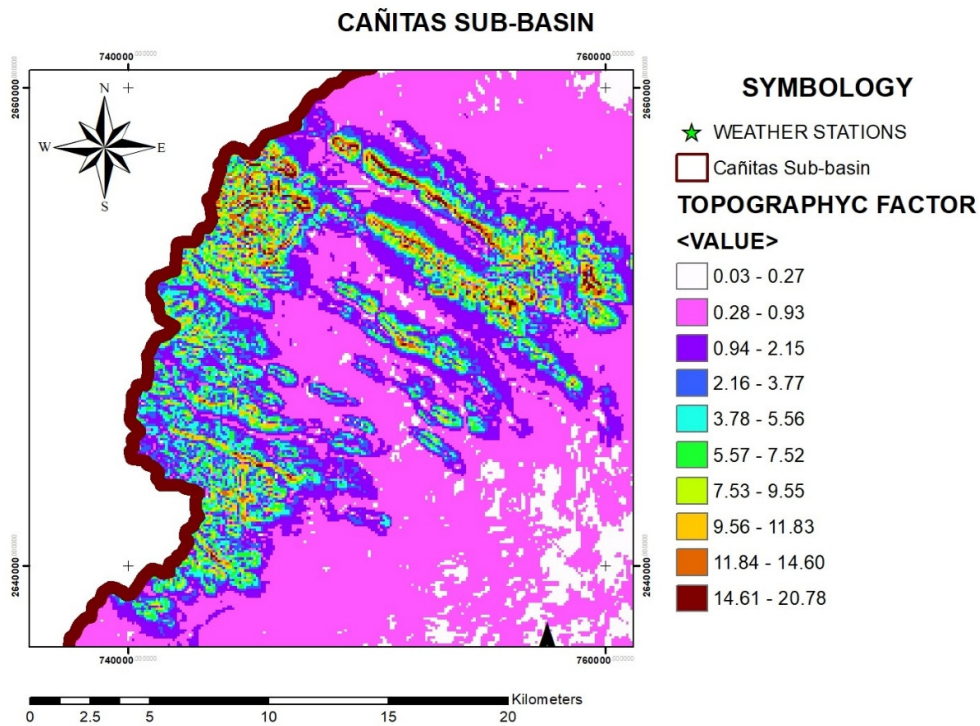 CAÑITAS SUB-BASIN
740000
760000
2660000
2660000
N
W
E
S
2640000
2640000
740000
760000
Kilometers
0
2.5
5
10
15
20
SYMBOLOGY
WEATHER STATIONS
Cañitas Sub-basin
TOPOGRAPHYC FACTOR
<VALUE>
0.03 - 0.27
0.28 - 0.93
0.94 - 2.15
2.16 - 3.77
3.78 - 5.56
5.57 - 7.52
7.53 - 9.55
9.56 - 11.83
11.84 - 14.60
14.61 - 20.78